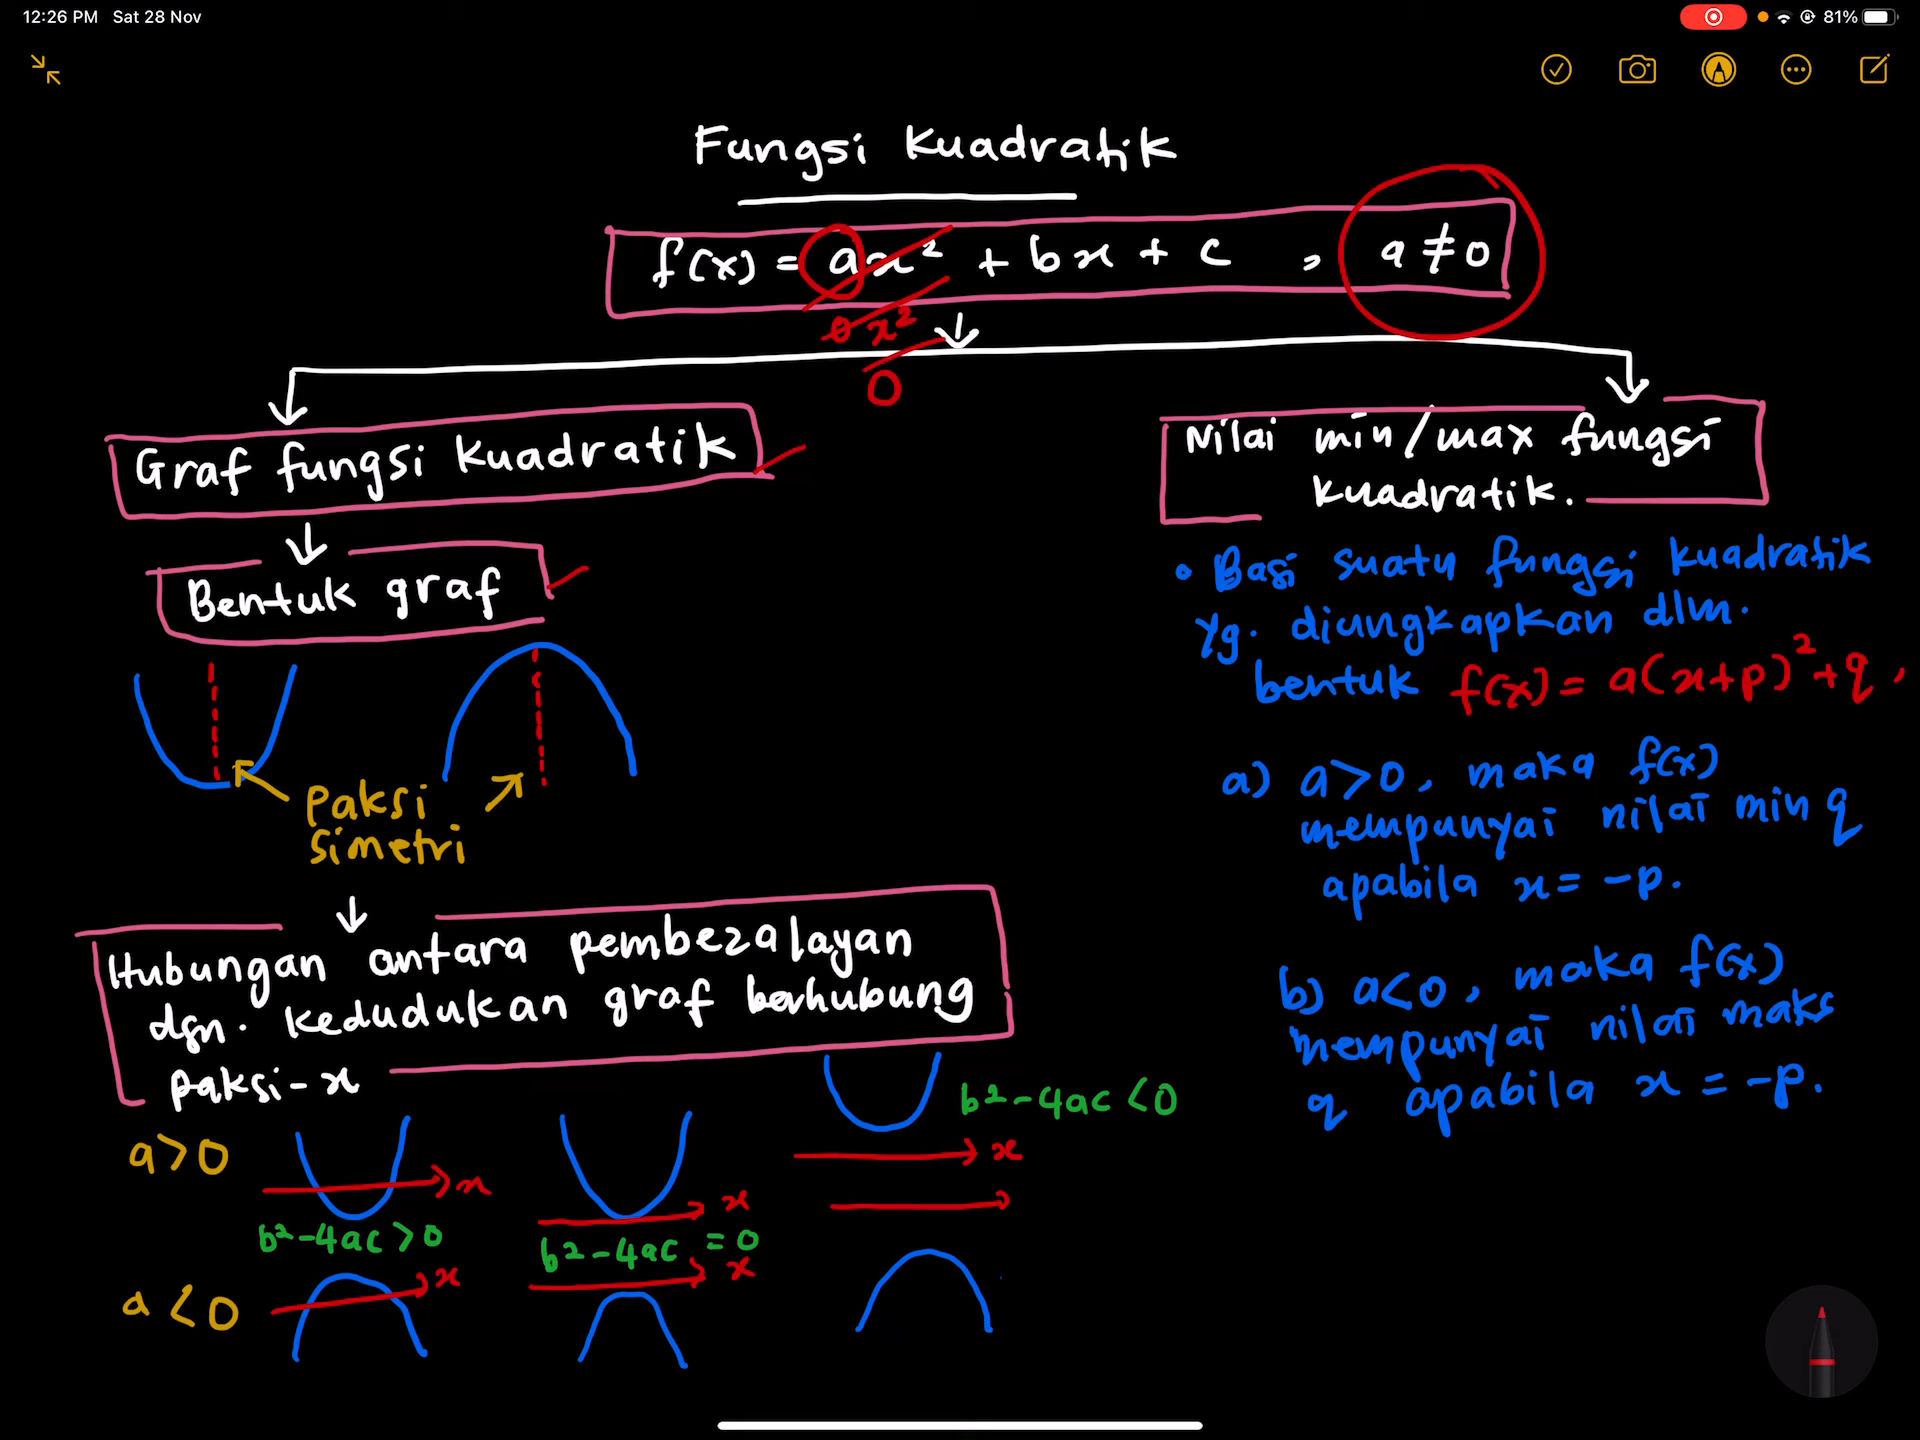 12:26 PM Sat 28 Nov
81%
Fungsi Kuadratik
f(x) = ax² + bx + c , a ≠ 0
0x²
0
Graf fungsi kuadratik
Bentuk graf
Paksi
simetri
Hubungan antara pembezalayan
dgn. kedudukan graf berhubung
paksi-x
a>0
x
b²-4ac > 0
x
b²-4ac = 0
b²-4ac < 0
x
a<0
x
x
Nilai min/max fungsi
kuadratik.
• Bagi suatu fungsi kuadratik
yg. diungkapkan dlm.
bentuk f(x) = a(x+p)²+q,
a) a>0, maka f(x)
mempunyai nilai min q
apabila x = -p.
b) a<0, maka f(x)
mempunyai nilai maks
q apabila x = -p.